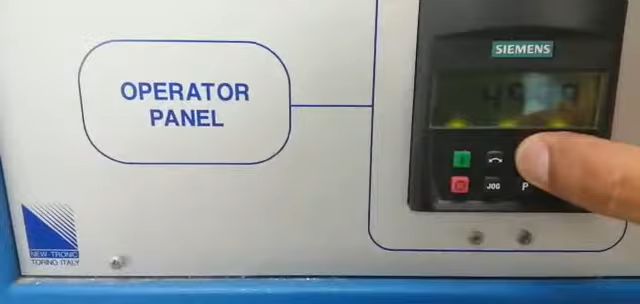 OPERATOR
PANEL
SIEMENS
JOG
P
NEW TRONIC
TORINO ITALY